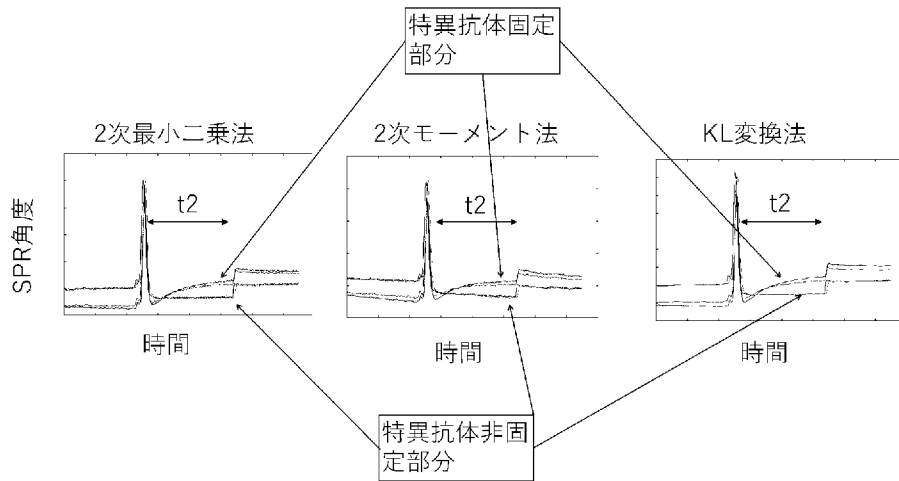 特異抗体固定
部分
2次最小二乗法
2次モーメント法
KL変換法
t2
t2
t2
SPR角度
時間
時間
時間
特異抗体非固
定部分